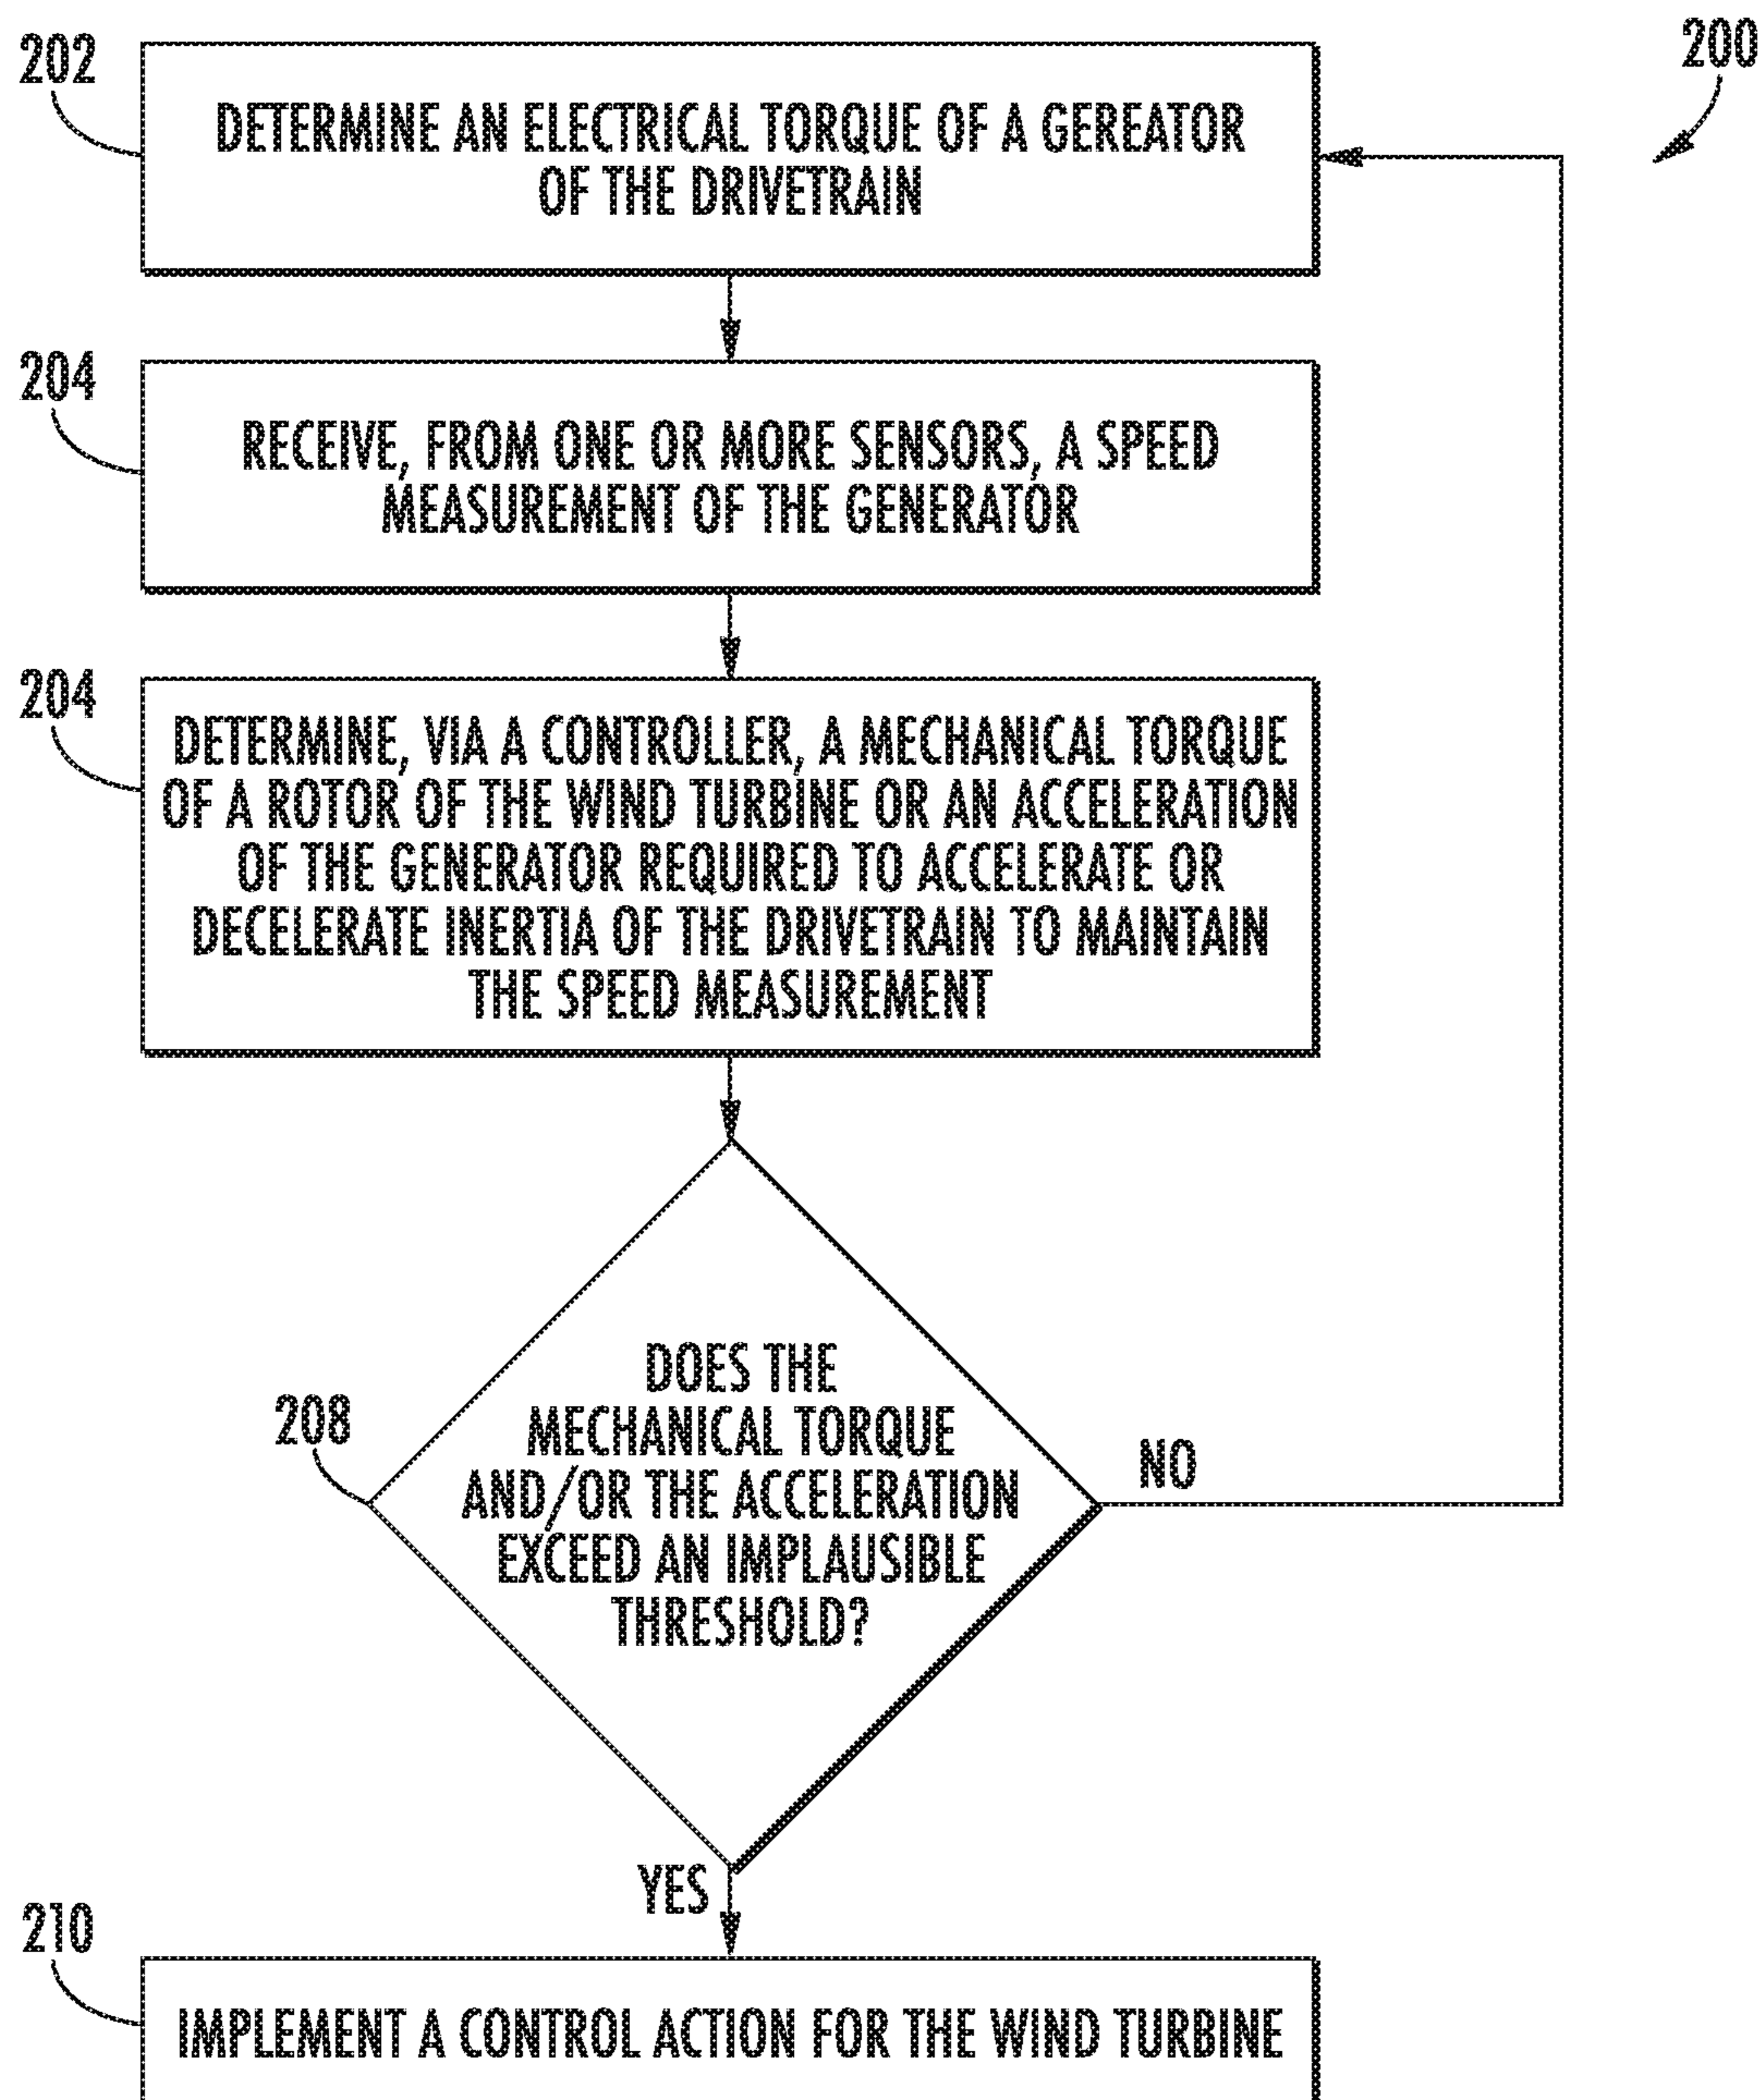 200
202
DETERMINE AN ELECTRICAL TORQUE OF A GEREATOR
OF THE DRIVETRAIN
204
RECEIVE, FROM ONE OR MORE SENSORS, A SPEED
MEASUREMENT OF THE GENERATOR
204
DETERMINE, VIA A CONTROLLER, A MECHANICAL TORQUE
OF A ROTOR OF THE WIND TURBINE OR AN ACCELERATION
OF THE GENERATOR REQUIRED TO ACCELERATE OR
DECELERATE INERTIA OF THE DRIVETRAIN TO MAINTAIN
THE SPEED MEASUREMENT
208
DOES THE
MECHANICAL TORQUE
AND/OR THE ACCELERATION
EXCEED AN IMPLAUSIBLE
THRESHOLD?
NO
YES
210
IMPLEMENT A CONTROL ACTION FOR THE WIND TURBINE